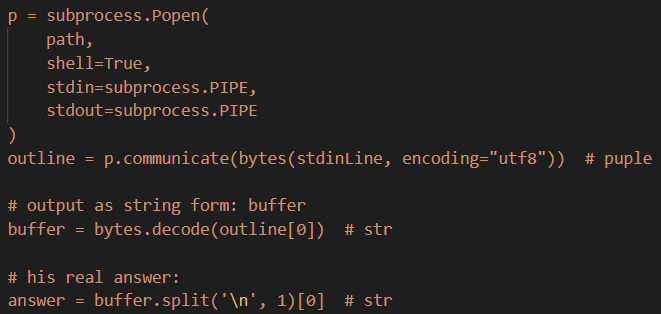 p = subprocess.Popen(
    path,
    shell=True,
    stdin=subprocess.PIPE,
    stdout=subprocess.PIPE
)
outline = p.communicate(bytes(stdinLine, encoding="utf8"))  # puple
# output as string form: buffer
buffer = bytes.decode(outline[0])  # str
# his real answer:
answer = buffer.split('\n', 1)[0]  # str